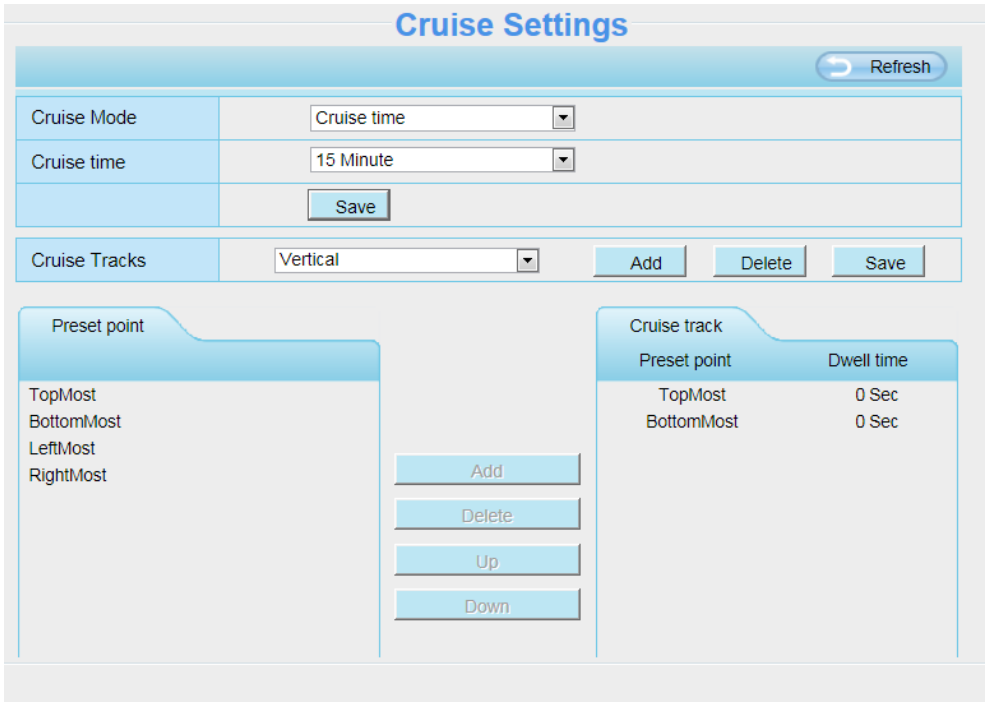 Cruise Settings
Refresh
Cruise Mode Cruise time
Cruise time 15 Minute
Save
Cruise Tracks Vertical Add Delete Save
Preset point
TopMost
BottomMost
LeftMost
RightMost
Add
Delete
Up
Down
Cruise track
Preset point Dwell time
TopMost 0 Sec
BottomMost 0 Sec